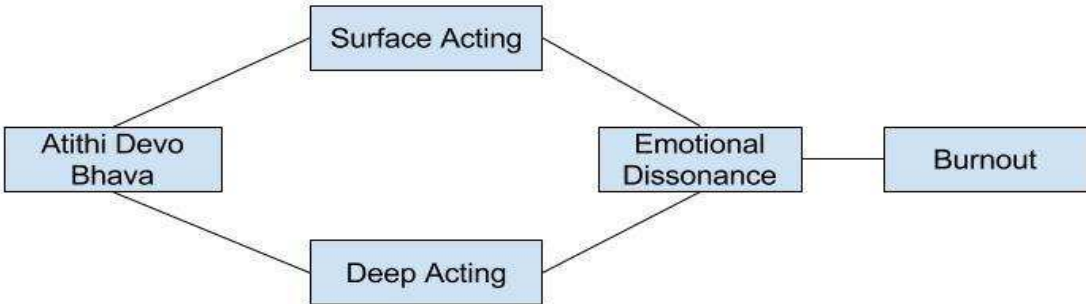 Surface Acting
Atithi Devo
Bhava
Emotional
Dissonance
Burnout
Deep Acting